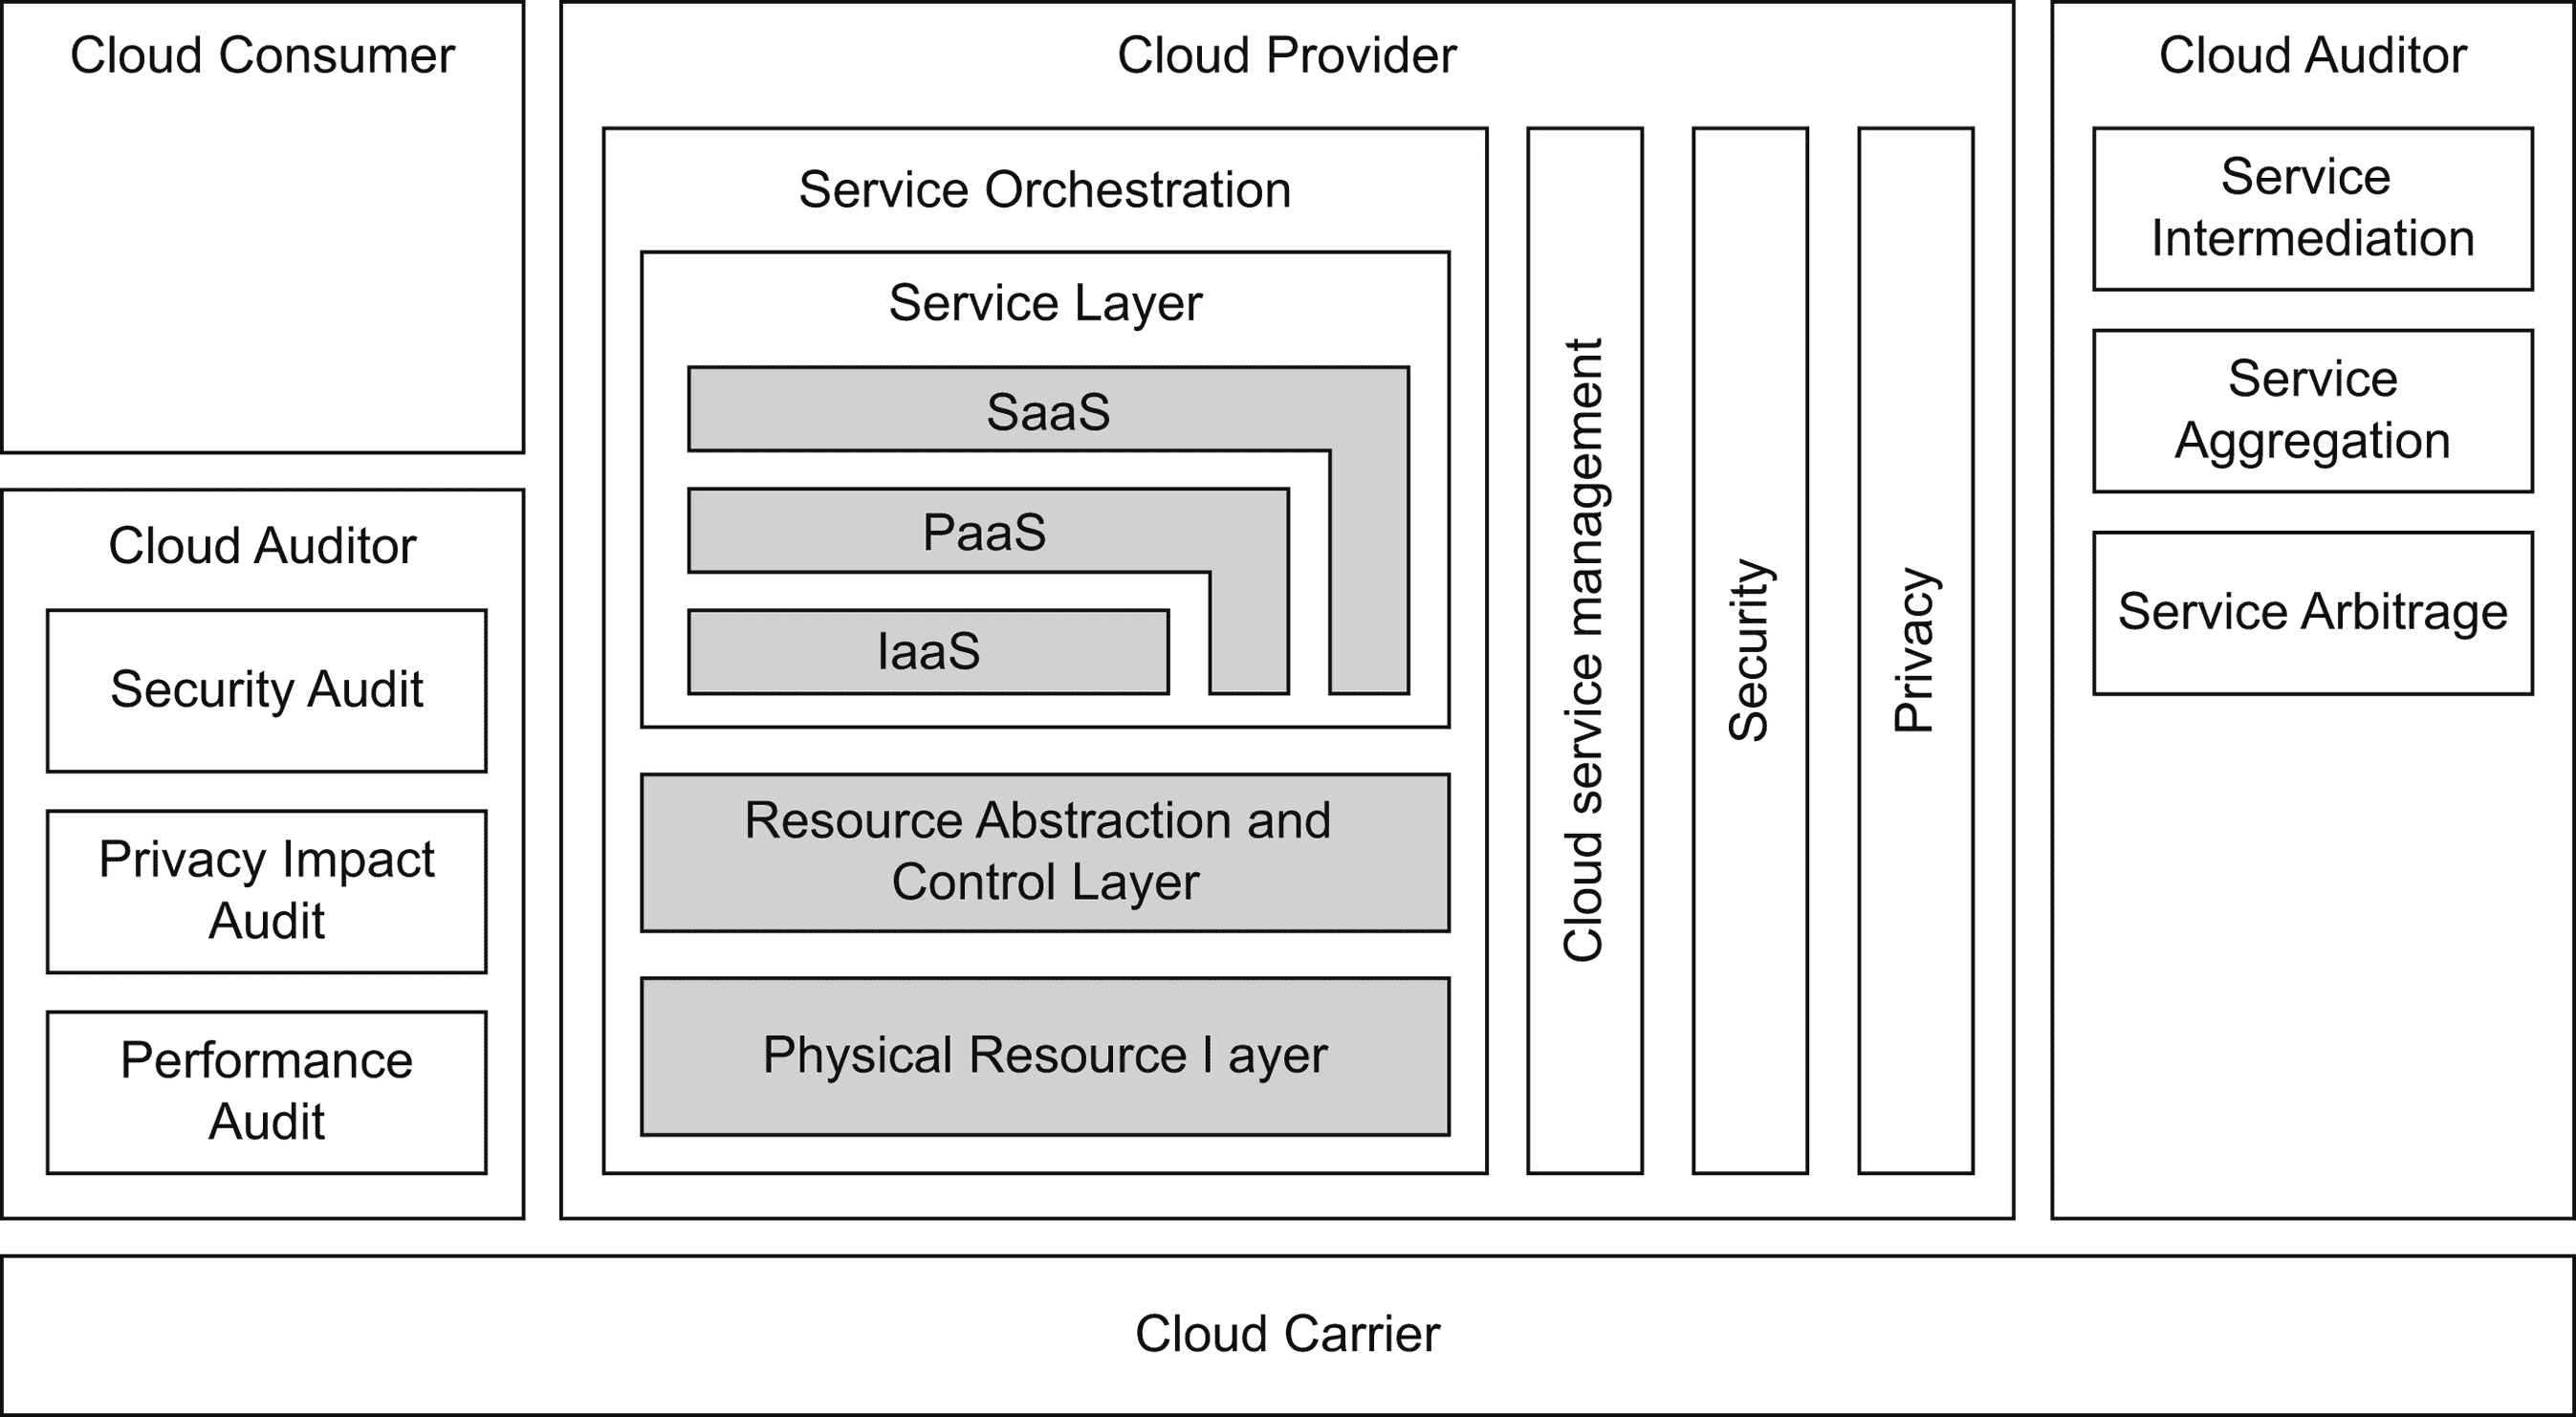 Cloud Consumer
Cloud Auditor
Security Audit
Privacy Impact
Audit
Performance
Audit
Cloud Provider
Service Orchestration
Service Layer
SaaS
PaaS
IaaS
Resource Abstraction and
Control Layer
Physical Resource l ayer
Cloud service management
Security
Privacy
Cloud Auditor
Service
Intermediation
Service
Aggregation
Service Arbitrage
Cloud Carrier